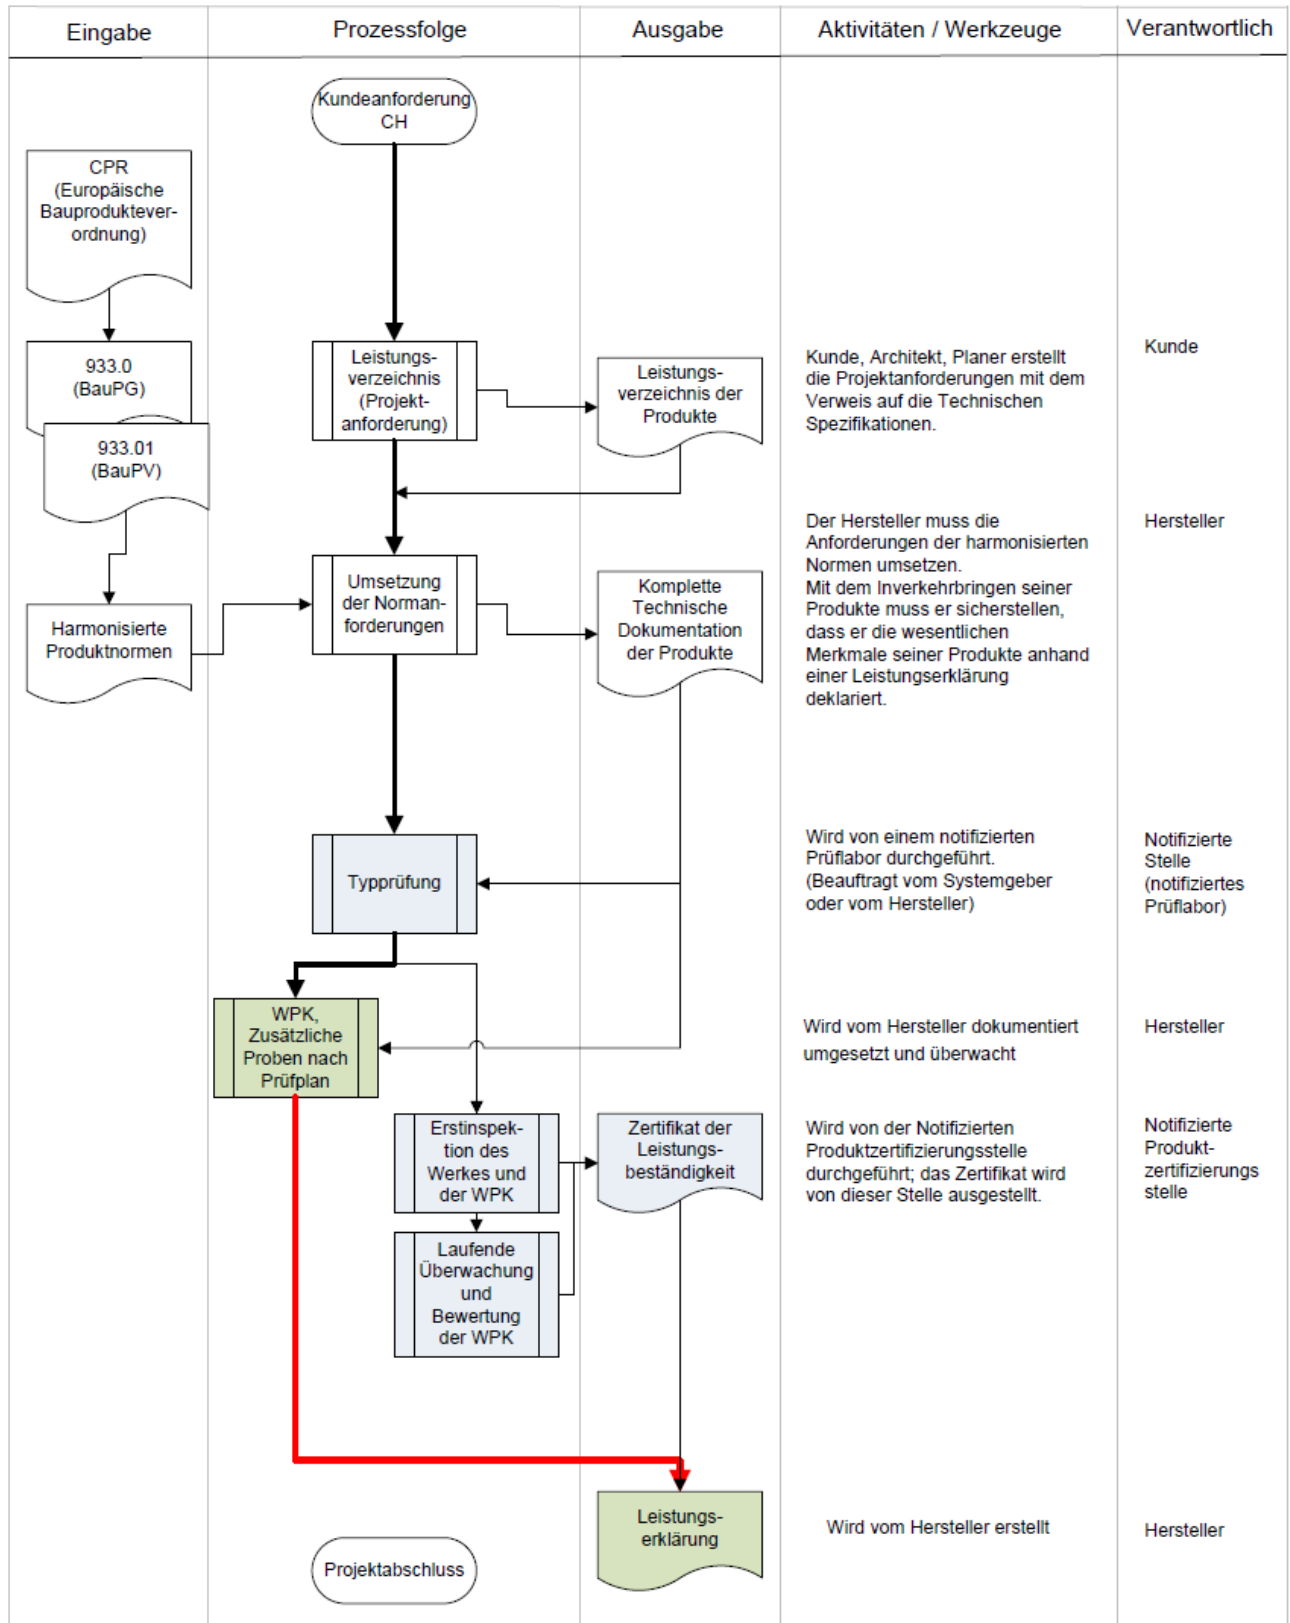 Eingabe
Prozessfolge
Ausgabe
Aktivitäten / Werkzeuge
Verantwortlich
Kundeanforderung
CH
CPR
(Europäische
Bauproduktever-
ordnung)
933.0
(BauPG)
933.01
(BauPV)
Leistungs-
verzeichnis
(Projekt-
anforderung)
Leistungs-
verzeichnis der
Produkte
Kunde, Architekt, Planer erstellt
die Projektanforderungen mit dem
Verweis auf die Technischen
Spezifikationen.
Kunde
Harmonisierte
Produktnormen
Umsetzung
der Norman-
forderungen
Komplette
Technische
Dokumentation
der Produkte
Der Hersteller muss die
Anforderungen der harmonisierten
Normen umsetzen.
Mit dem Inverkehrbringen seiner
Produkte muss er sicherstellen,
dass er die wesentlichen
Merkmale seiner Produkte anhand
einer Leistungserklärung
deklariert.
Hersteller
Typprüfung
Wird von einem notifizierten
Prüflabor durchgeführt.
(Beauftragt vom Systemgeber
oder vom Hersteller)
Notifizierte
Stelle
(notifiziertes
Prüflabor)
WPK,
Zusätzliche
Proben nach
Prüfplan
Wird vom Hersteller dokumentiert
umgesetzt und überwacht
Hersteller
Erstinspek-
tion des
Werkes und
der WPK
Zertifikat der
Leistungs-
beständigkeit
Wird von der Notifizierten
Produktzertifizierungsstelle
durchgeführt; das Zertifikat wird
von dieser Stelle ausgestellt.
Notifizierte
Produkt-
zertifizierungs
stelle
Laufende
Überwachung
und
Bewertung
der WPK
Leistungs-
erklärung
Wird vom Hersteller erstellt
Hersteller
Projektabschluss